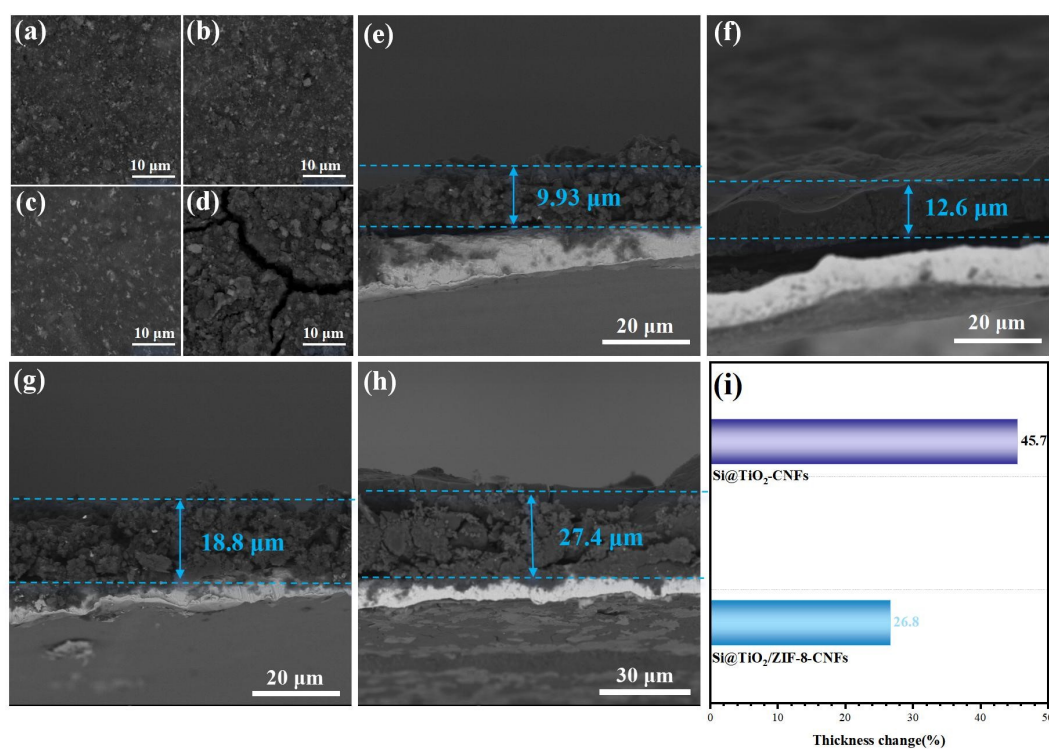 (a)
10 μm
(b)
10 μm
(c)
10 μm
(d)
10 μm
(e)
9.93 μm
20 μm
(f)
12.6 μm
20 μm
(g)
18.8 μm
20 μm
(h)
27.4 μm
30 μm
(i)
45.7
Si@TiO₂-CNFs
26.8
Si@TiO₂/ZIF-8-CNFs
0 10 20 30 40 50
Thickness change(%)